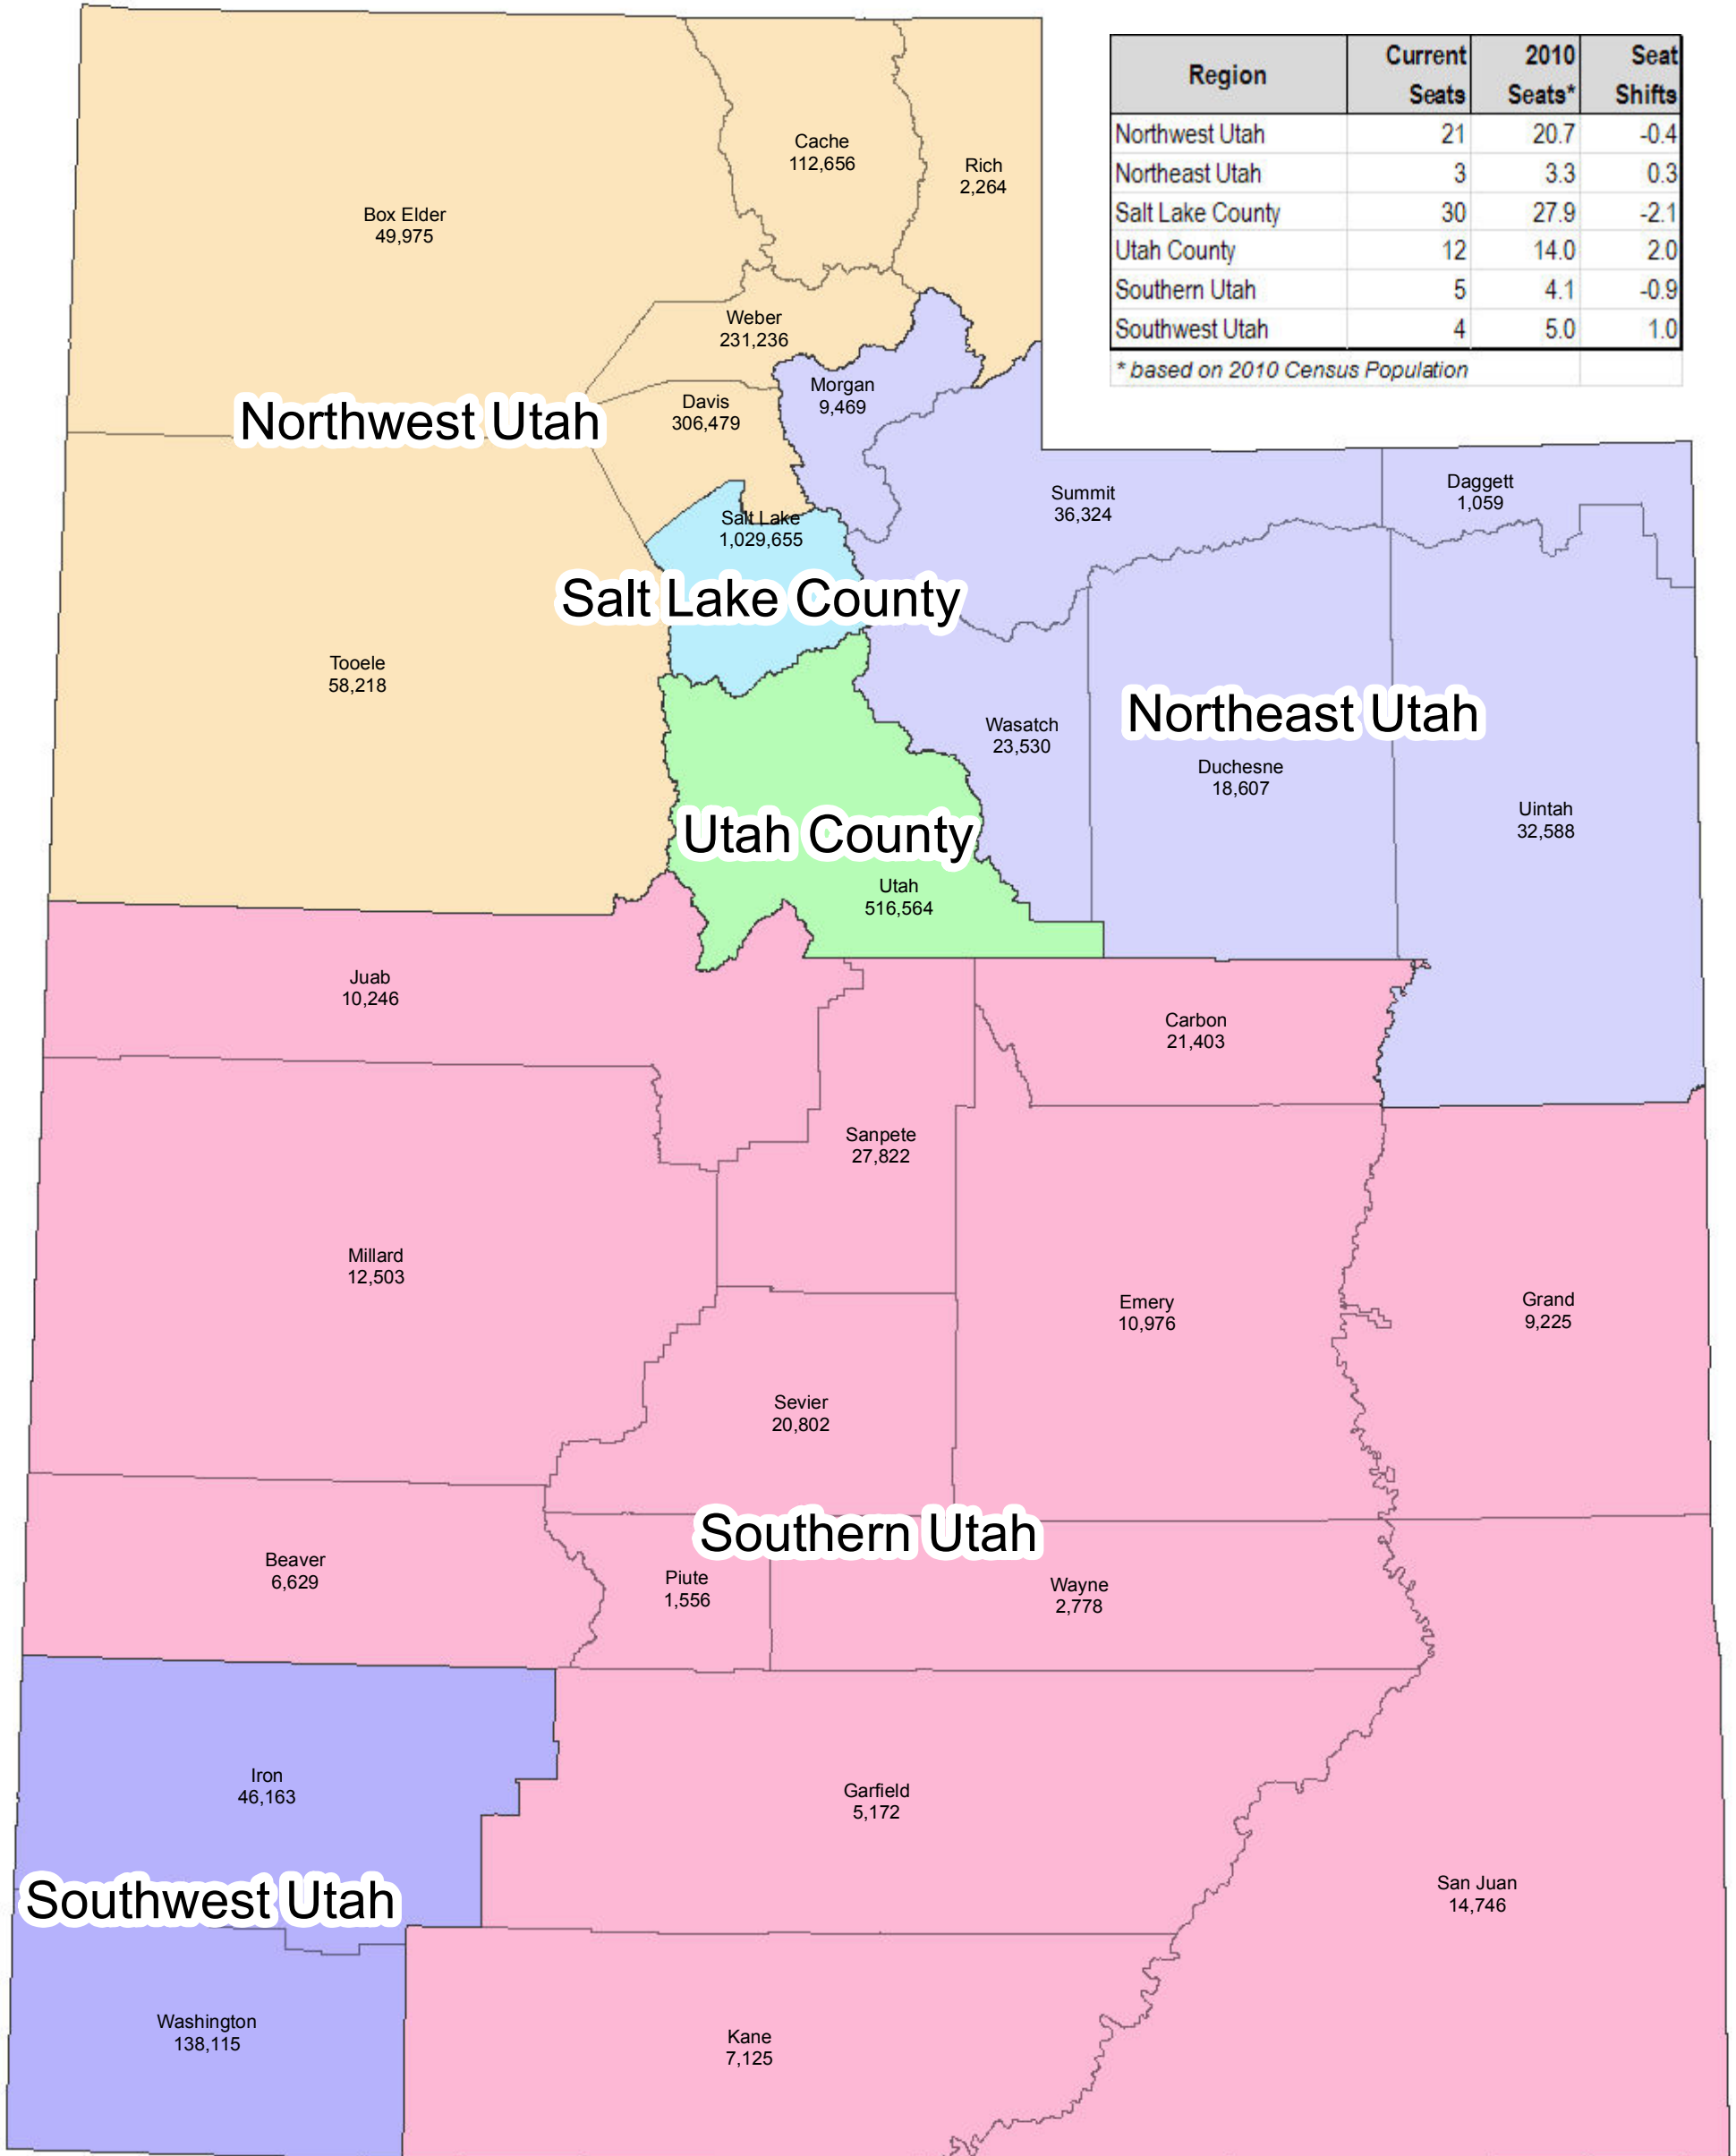 Region Current Seats 2010 Seats* Seat Shifts
Northwest Utah 21 20.7 -0.4
Northeast Utah 3 3.3 0.3
Salt Lake County 30 27.9 -2.1
Utah County 12 14.0 2.0
Southern Utah 5 4.1 -0.9
Southwest Utah 4 5.0 1.0
* based on 2010 Census Population
Cache
112,656
Rich
2,264
Box Elder
49,975
Weber
231,236
Morgan
9,469
Davis
306,479
Northwest Utah
Summit
36,324
Daggett
1,059
Salt Lake
1,029,655
Salt Lake County
Tooele
58,218
Wasatch
23,530
Northeast Utah
Duchesne
18,607
Uintah
32,588
Utah County
Utah
516,564
Juab
10,246
Carbon
21,403
Sanpete
27,822
Millard
12,503
Emery
10,976
Grand
9,225
Sevier
20,802
Southern Utah
Beaver
6,629
Piute
1,556
Wayne
2,778
Iron
46,163
Garfield
5,172
Southwest Utah
San Juan
14,746
Washington
138,115
Kane
7,125